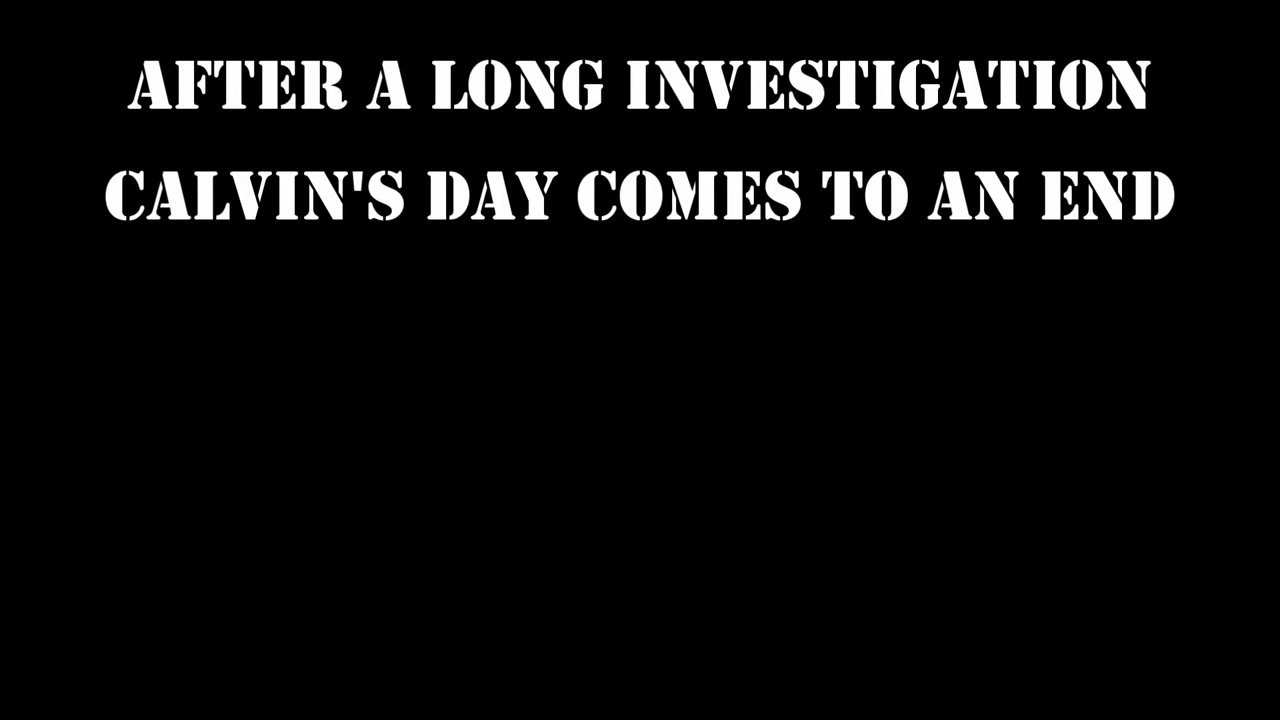 AFTER A LONG INVESTIGATION
CALVIN'S DAY COMES TO AN END